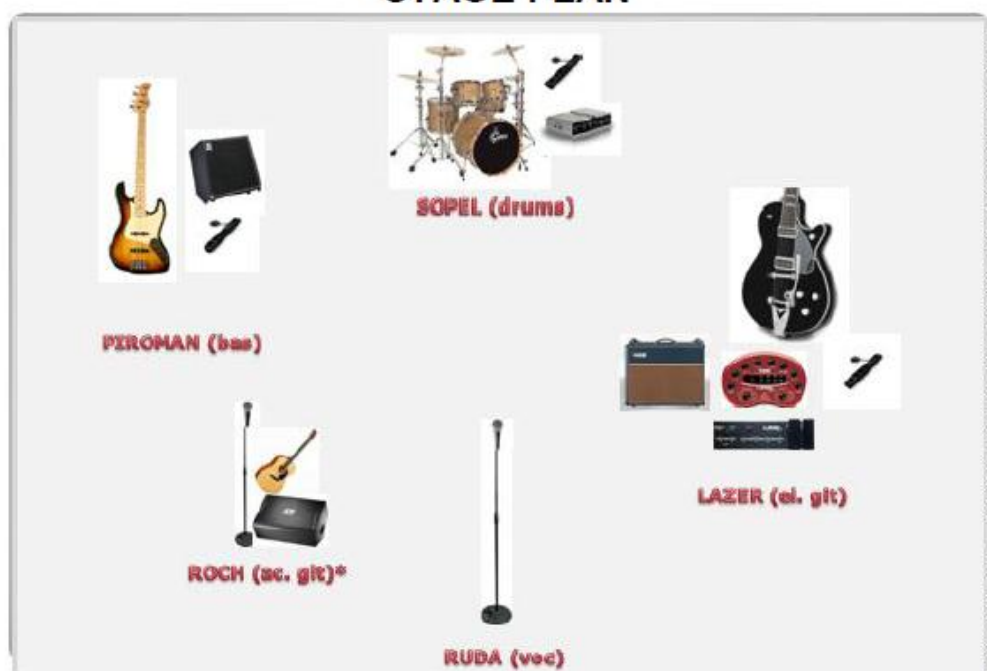 STAGE PLAN
SOPEL (drums)
PIROMAN (bas)
LAZER (el. git)
ROCH (ac. git)*
RUDA (voc)